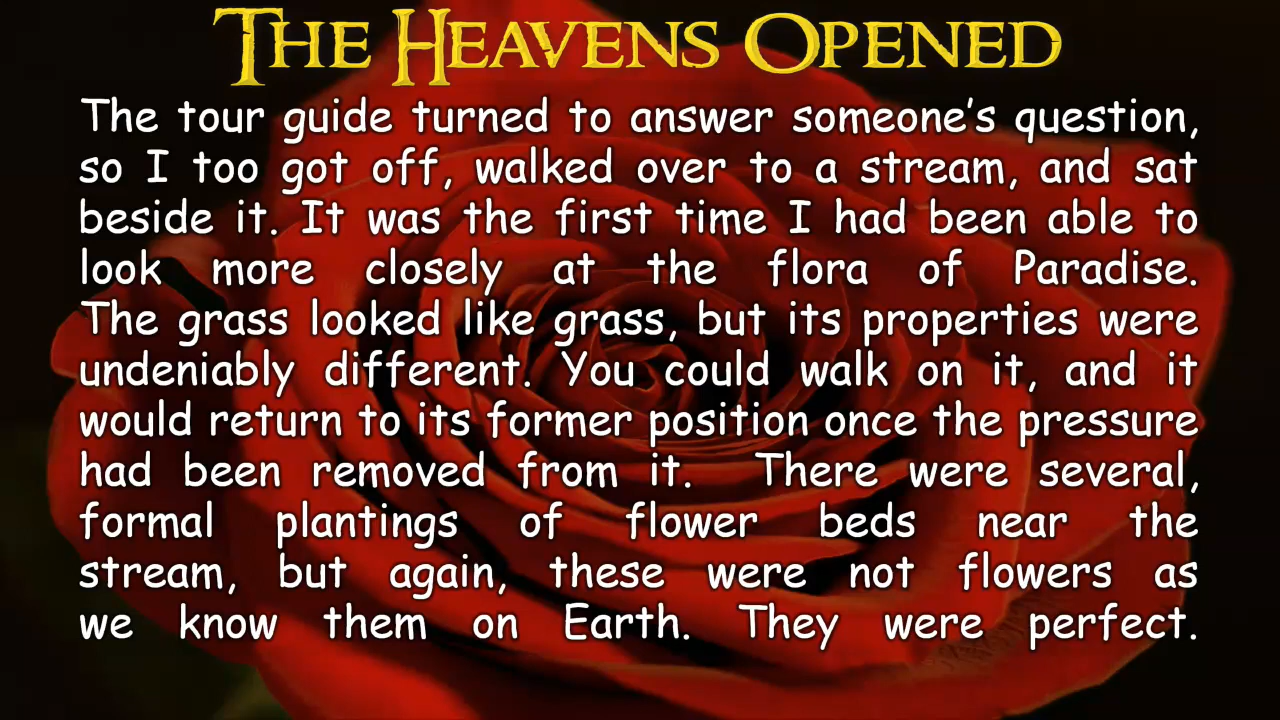 THE HEAVENS OPENED
The tour guide turned to answer someone's question,
so I too got off, walked over to a stream, and sat
beside it. It was the first time I had been able to
look more closely at the flora of Paradise.
The grass looked like grass, but its properties were
undeniably different. You could walk on it, and it
would return to its former position once the pressure
had been removed from it. There were several,
formal plantings of flower beds near the
stream, but again, these were not flowers as
we know them on Earth. They were perfect.